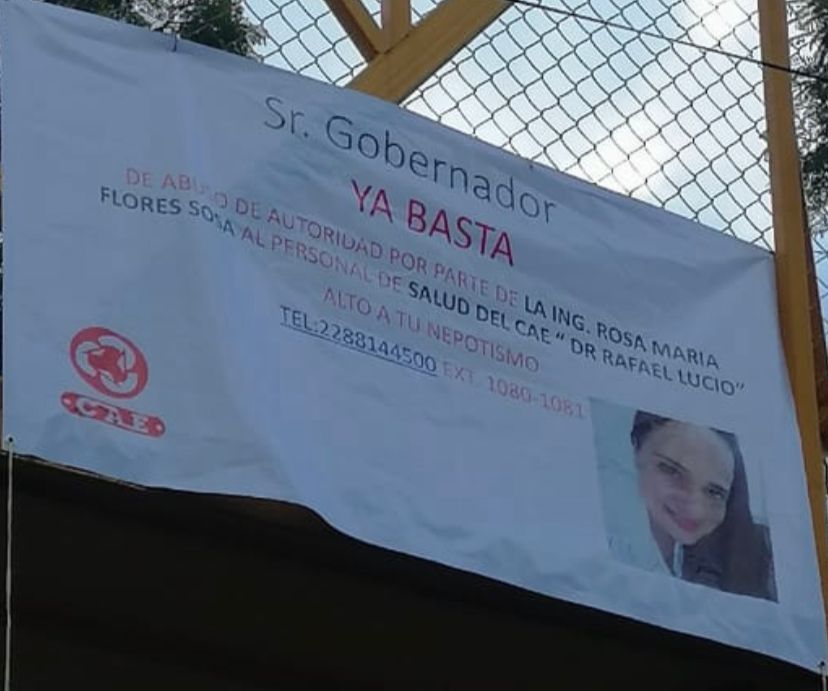 Sr. Gobernador
YA BASTA
DE ABUSO DE AUTORIDAD POR PARTE DE LA ING. ROSA MARIA
FLORES SOSA AL PERSONAL DE SALUD DEL CAE “ DR RAFAEL LUCIO”
ALTO A TU NEPOTISMO
TEL:2288144500 EXT. 1080-1081
CAE